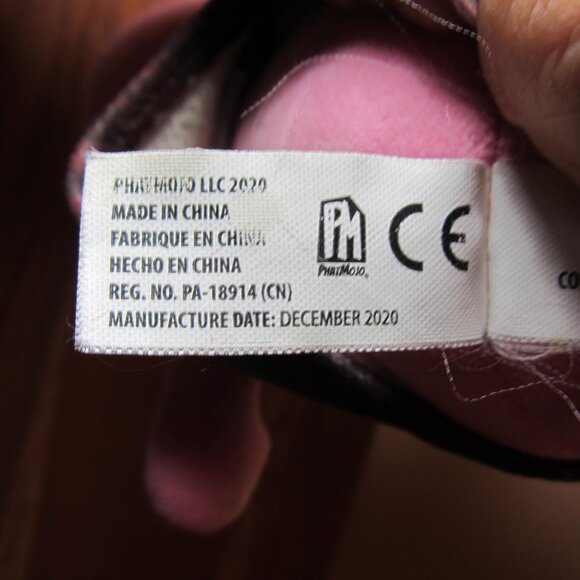 PHATMOJO LLC 2020
MADE IN CHINA
FABRIQUE EN CHINA
HECHO EN CHINA
REG. NO. PA-18914 (CN)
MANUFACTURE DATE: DECEMBER 2020
PM
PHATMOJO®
CE
CO